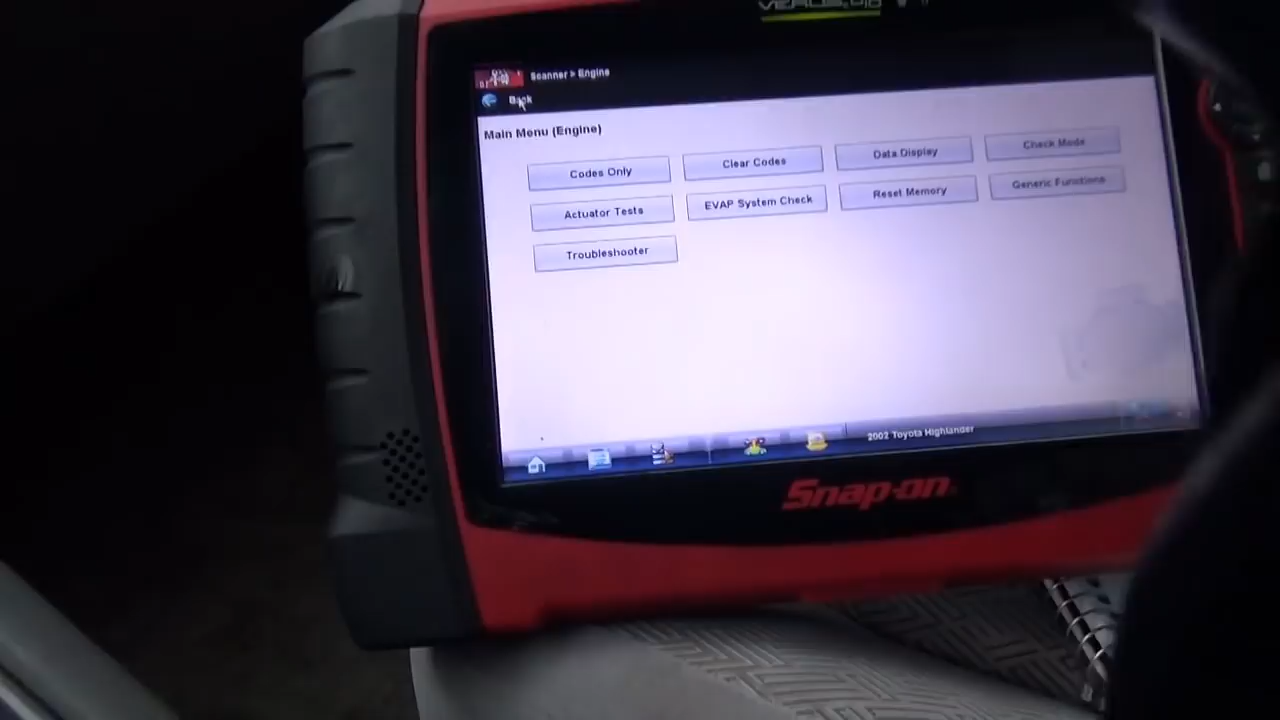 Scanner > Engine
Back
Main Menu (Engine)
Codes Only Clear Codes Data Display Check Mode
Actuator Tests EVAP System Check Reset Memory Generic Functions
Troubleshooter
2002 Toyota Highlander
Snap-on